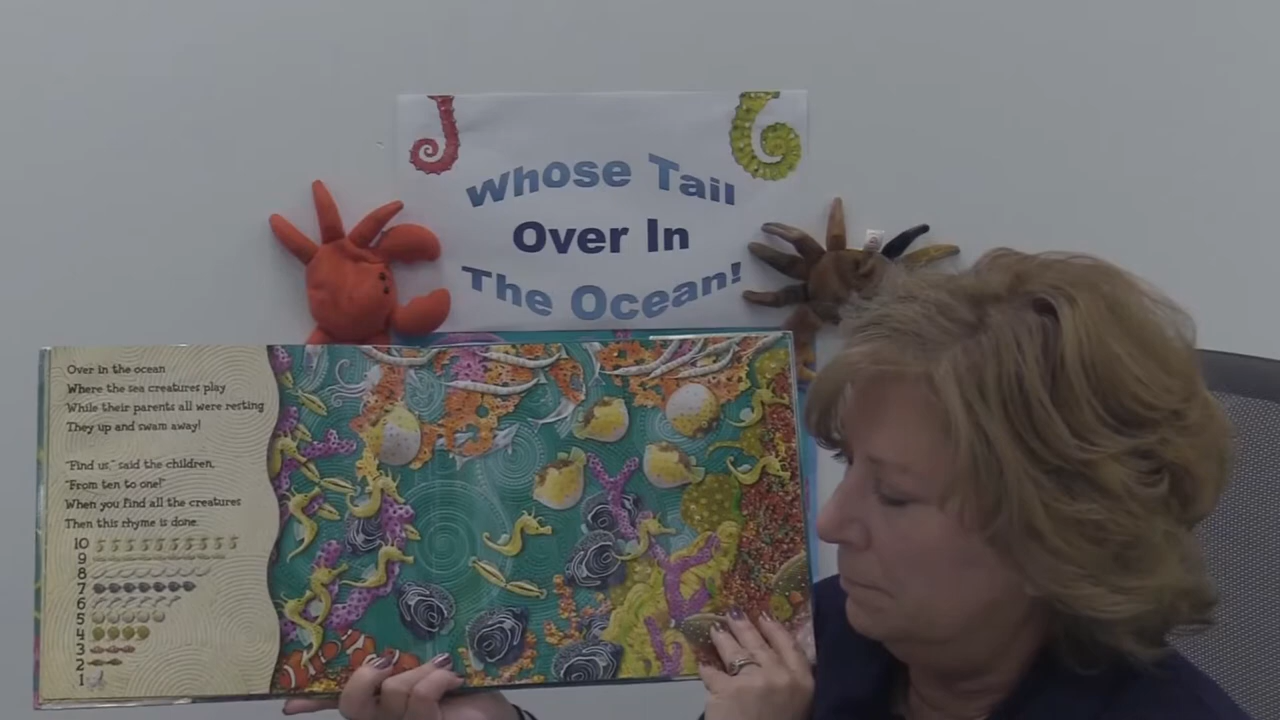 Whose Tail
Over In
The Ocean!
Over in the ocean
Where the sea creatures play
While their parents all were resting
They up and swam away!
"Find us," said the children,
"From ten to one!"
When you find all the creatures
Then this rhyme is done.
10
9
8
7
6
5
4
3
2
1